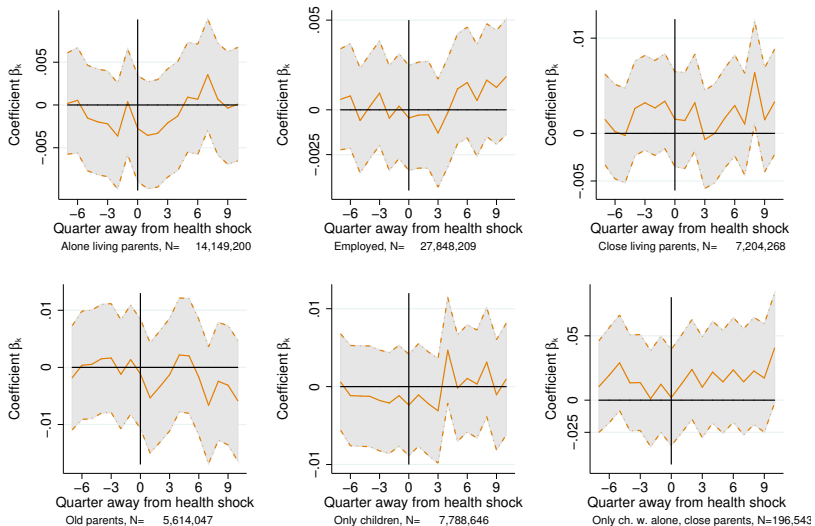 Coefficient βk
.005
0
-.005
-6 -3 0 3 6 9
Quarter away from health shock
Alone living parents, N= 14,149,200
Coefficient βk
.005
0
-.0025
-6 -3 0 3 6 9
Quarter away from health shock
Employed, N= 27,848,209
Coefficient βk
.01
0
-.005
-6 -3 0 3 6 9
Quarter away from health shock
Close living parents, N= 7,204,268
Coefficient βk
.01
0
-.01
-6 -3 0 3 6 9
Quarter away from health shock
Old parents, N= 5,614,047
Coefficient βk
.01
0
-.01
-6 -3 0 3 6 9
Quarter away from health shock
Only children, N= 7,788,646
Coefficient βk
.05
0
-.025
-6 -3 0 3 6 9
Quarter away from health shock
Only ch. w. alone, close parents, N=196,543